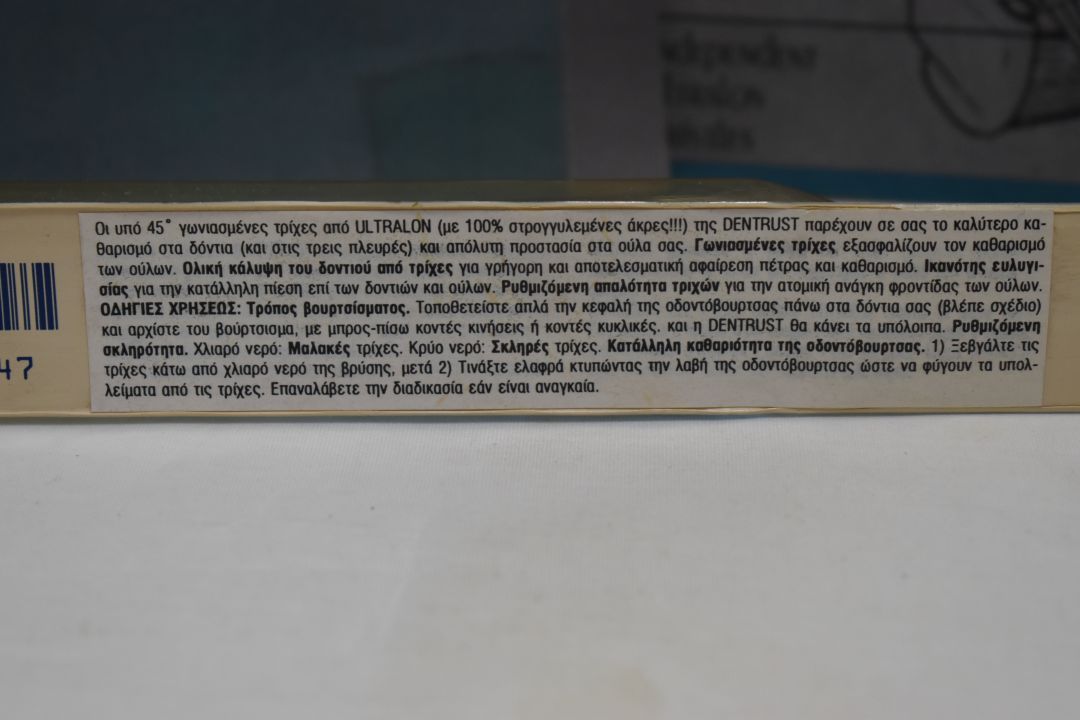 ndependent
47
Οι υπό 45° γωνιασμένες τρίχες από ULTRALON (με 100% στρογγυλεμένες άκρες!!!) της DENTRUST παρέχουν σε σας το καλύτερο κα-
θαρισμό στα δόντια (και στις τρεις πλευρές) και απόλυτη προστασία στα ούλα σας. Γωνιασμένες τρίχες εξασφαλίζουν τον καθαρισμό
των ούλων. Ολική κάλυψη του δοντιού από τρίχες για γρήγορη και αποτελεσματική αφαίρεση πέτρας και καθαρισμό. Ικανότης ευλυγι-
σίας για την κατάλληλη πίεση επί των δοντιών και ούλων. Ρυθμιζόμενη απαλότητα τριχών για την ατομική ανάγκη φροντίδας των ούλων.
ΟΔΗΓΙΕΣ ΧΡΗΣΕΩΣ: Τρόπος βουρτσίσματος. Τοποθετείστε απλά την κεφαλή της οδοντόβουρτσας πάνω στα δόντια σας (βλέπε σχέδιο)
και αρχίστε του βούρτσισμα, με μπρος-πίσω κοντές κινήσεις ή κοντές κυκλικές. και η DENTRUST θα κάνει τα υπόλοιπα. Ρυθμιζόμενη
σκληρότητα. Χλιαρό νερό: Μαλακές τρίχες. Κρύο νερό: Σκληρές τρίχες. Κατάλληλη καθαριότητα της οδοντόβουρτσας. 1) Ξεβγάλτε τις
τρίχες κάτω από χλιαρό νερό της βρύσης, μετά 2) Τινάξτε ελαφρά κτυπώντας την λαβή της οδοντόβουρτσας ώστε να φύγουν τα υπολ-
λείματα από τις τρίχες. Επαναλάβετε την διαδικασία εάν είναι αναγκαία.